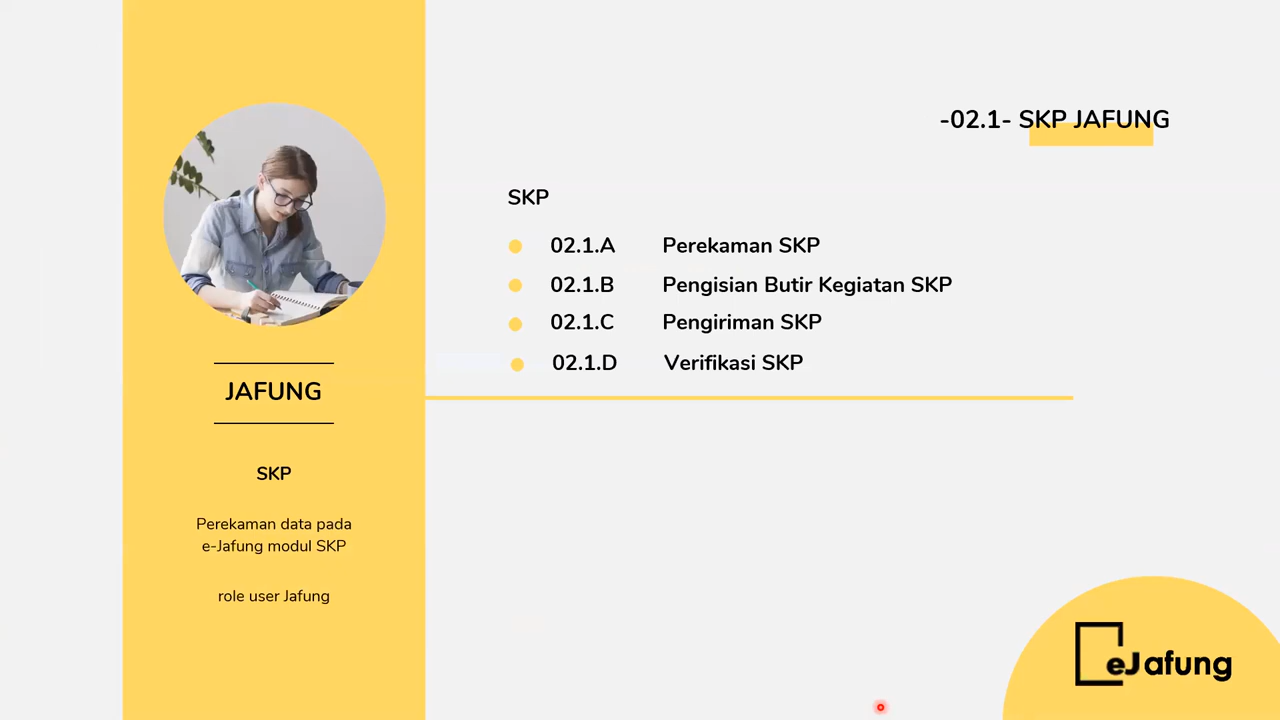 -02.1- SKP JAFUNG
SKP
02.1.A Perekaman SKP
02.1.B Pengisian Butir Kegiatan SKP
02.1.C Pengiriman SKP
02.1.D Verifikasi SKP
JAFUNG
SKP
Perekaman data pada
e-Jafung modul SKP
role user Jafung
eJafung